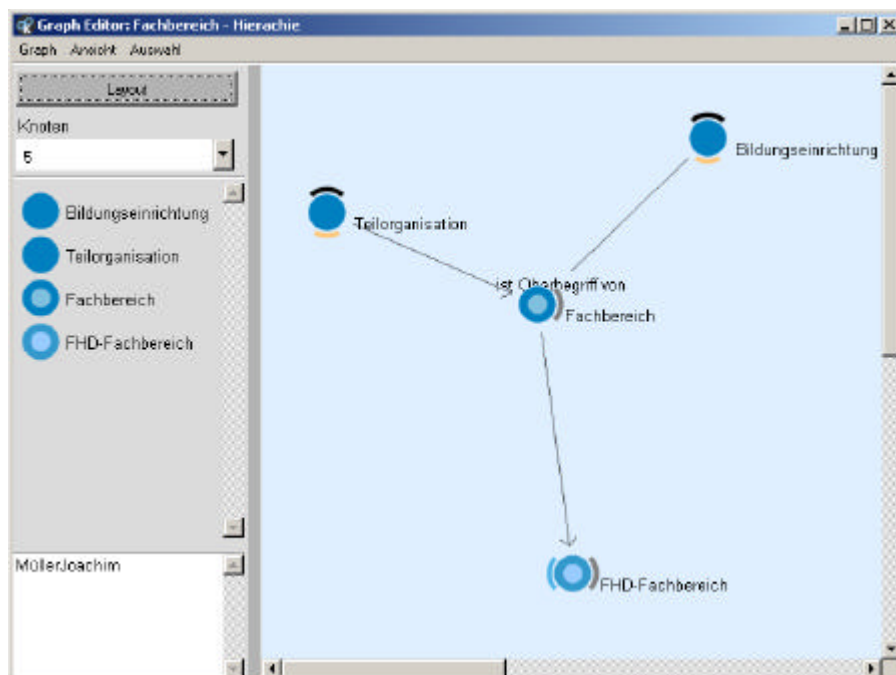 Graph Editor: Fachbereich - Hierachie
Graph Ansicht Auswahl
Layout
Knoten
5
Bildungseinrichtung
Teilorganisation
Fachbereich
FHD-Fachbereich
MüllerJoachim
Bildungseinrichtung
Teilorganisation
ist Oberbegriff von
Fachbereich
FHD-Fachbereich